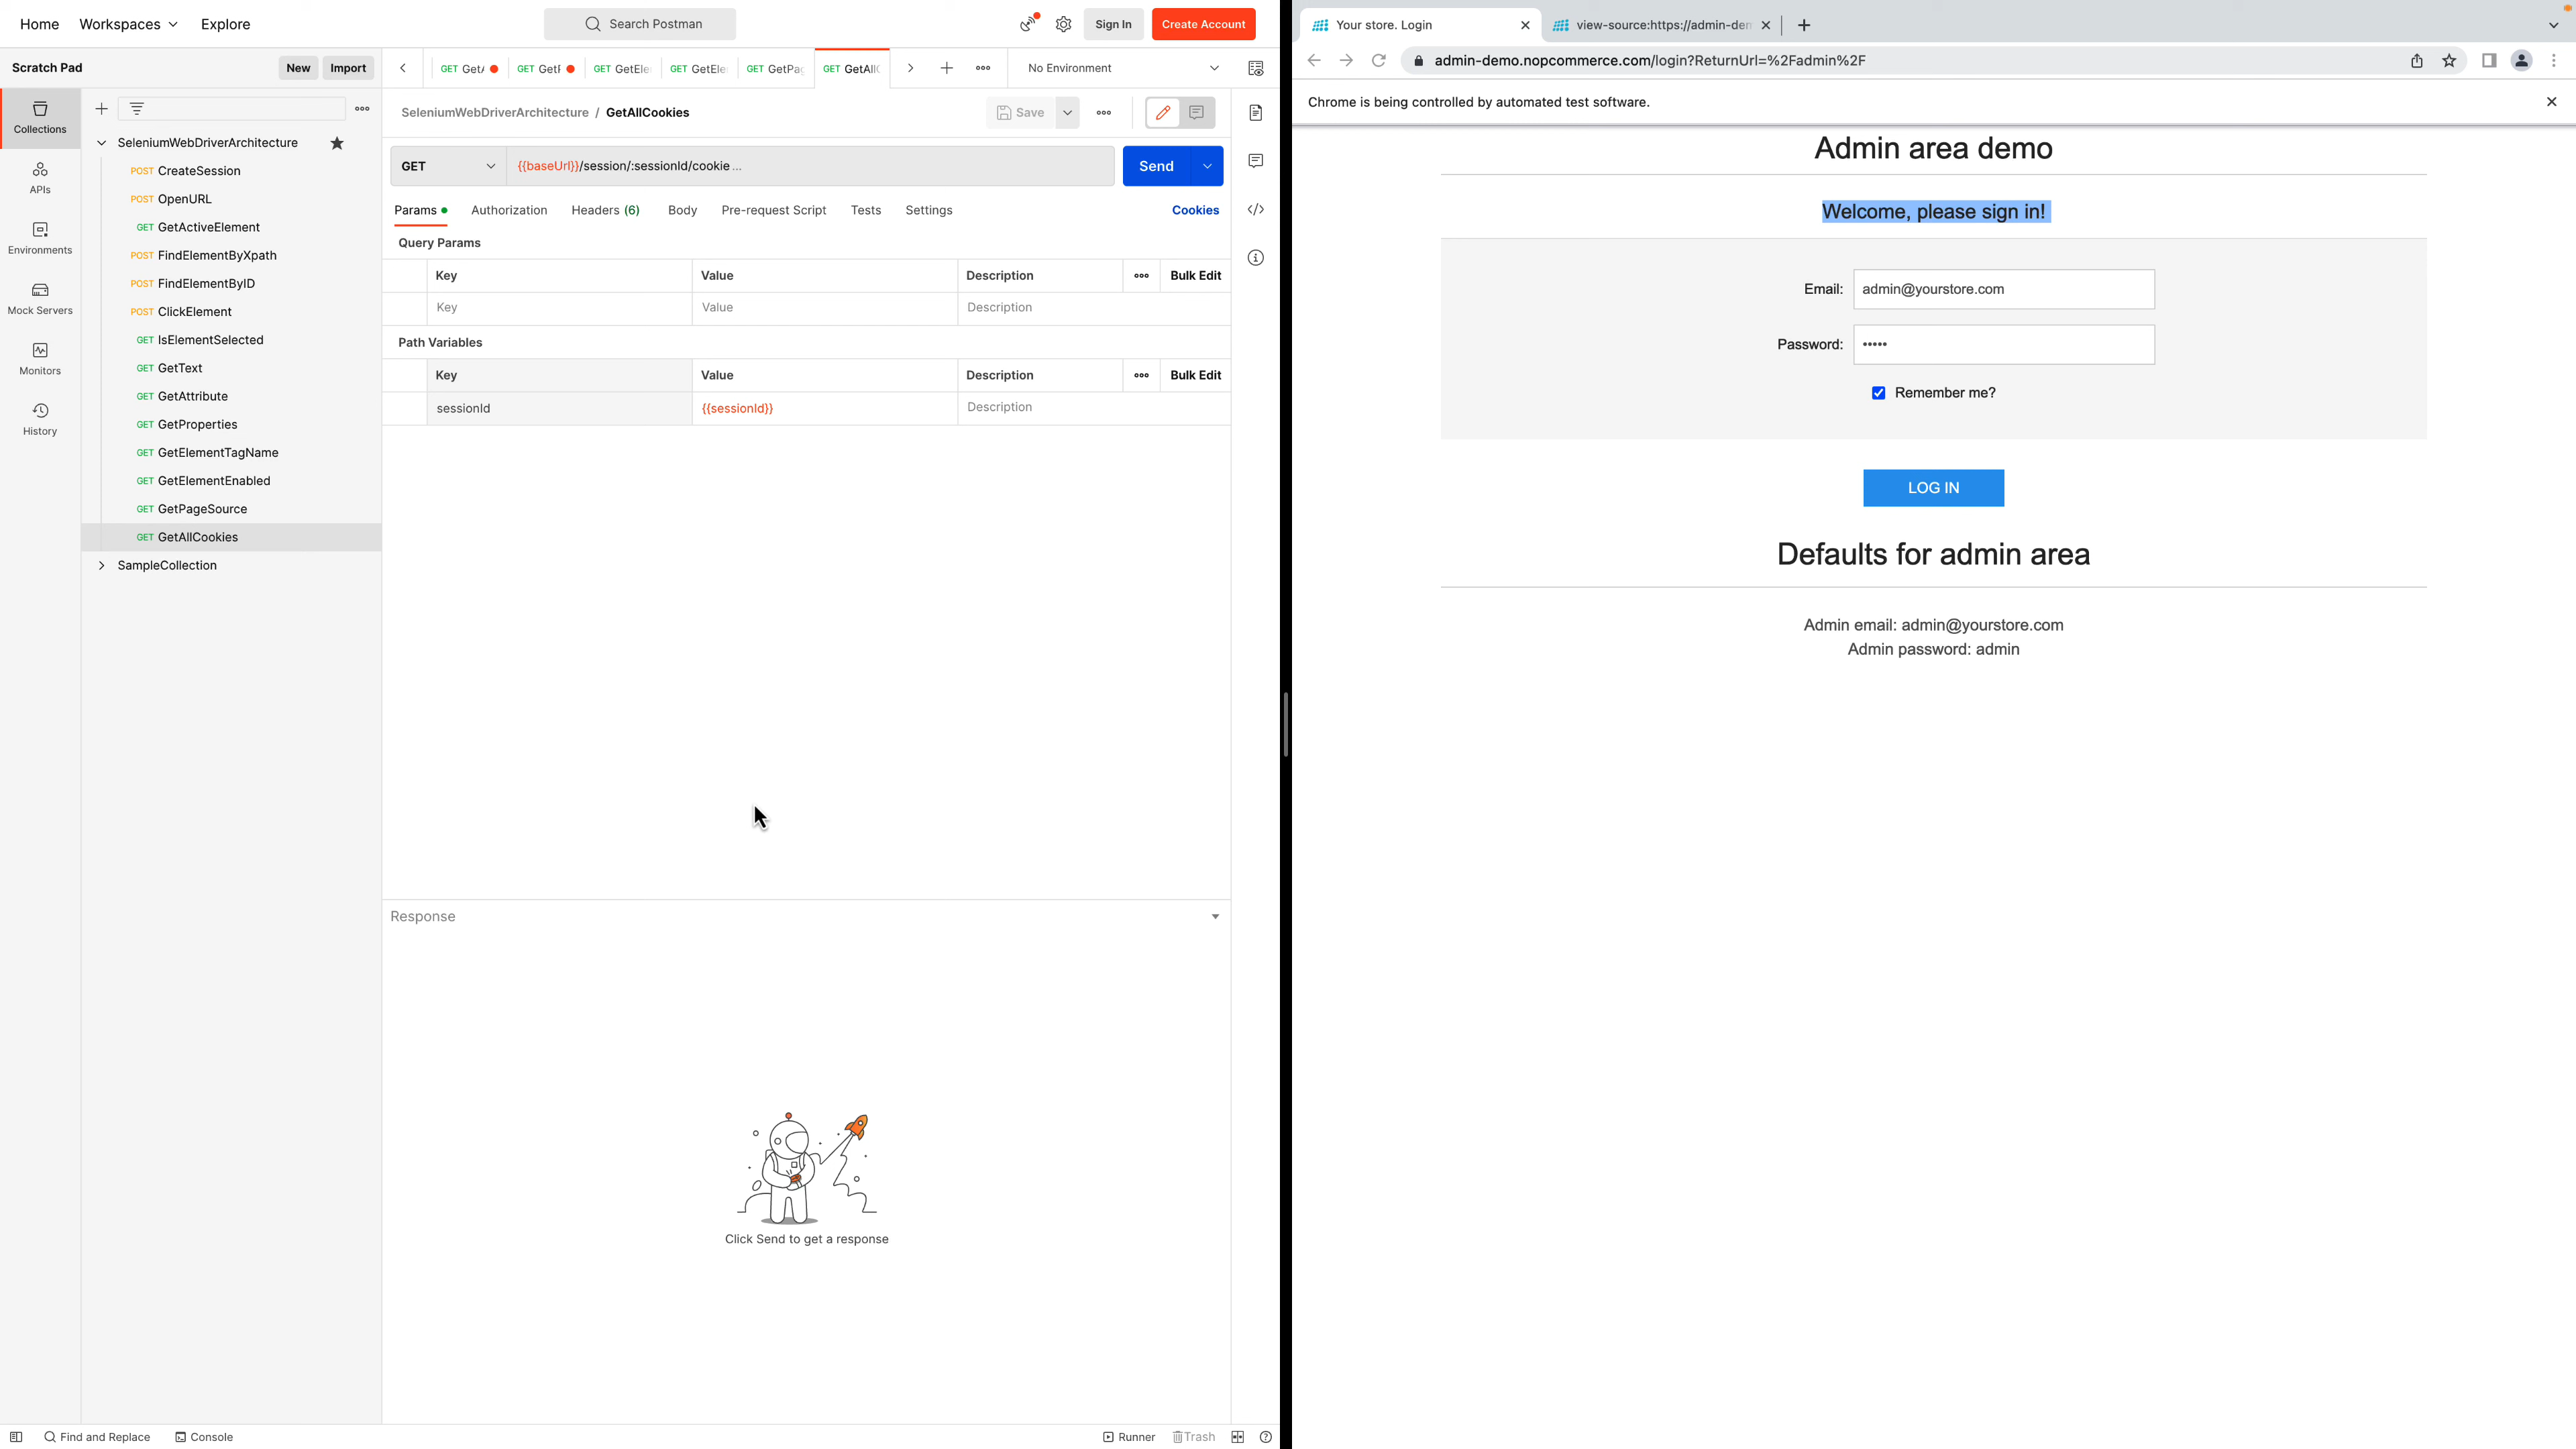 Home Workspaces Explore Search Postman Sign In Create Account
Scratch Pad New Import
GET Get GET Get GET GetEle GET GetEle GET GetPa GET GetAll No Environment
Collections
APIs
Environments
Mock Servers
Monitors
History
SeleniumWebDriverArchitecture
POST CreateSession
POST OpenURL
GET GetActiveElement
POST FindElementByXpath
POST FindElementByID
POST ClickElement
GET IsElementSelected
GET GetText
GET GetAttribute
GET GetProperties
GET GetElementTagName
GET GetElementEnabled
GET GetPageSource
GET GetAllCookies
SampleCollection
SeleniumWebDriverArchitecture / GetAllCookies Save
GET {{baseUrl}}/session/:sessionId/cookie ... Send
Params Authorization Headers (6) Body Pre-request Script Tests Settings Cookies
Query Params
Key Value Description Bulk Edit
Key Value Description
Path Variables
Key Value Description Bulk Edit
sessionId {{sessionId}} Description
Response
Click Send to get a response
Find and Replace Console Runner Trash
Your store. Login view-source:https://admin-den
admin-demo.nopcommerce.com/login?ReturnUrl=%2Fadmin%2F
Chrome is being controlled by automated test software.
Admin area demo
Welcome, please sign in!
Email: admin@yourstore.com
Password: •••••
Remember me?
LOG IN
Defaults for admin area
Admin email: admin@yourstore.com
Admin password: admin